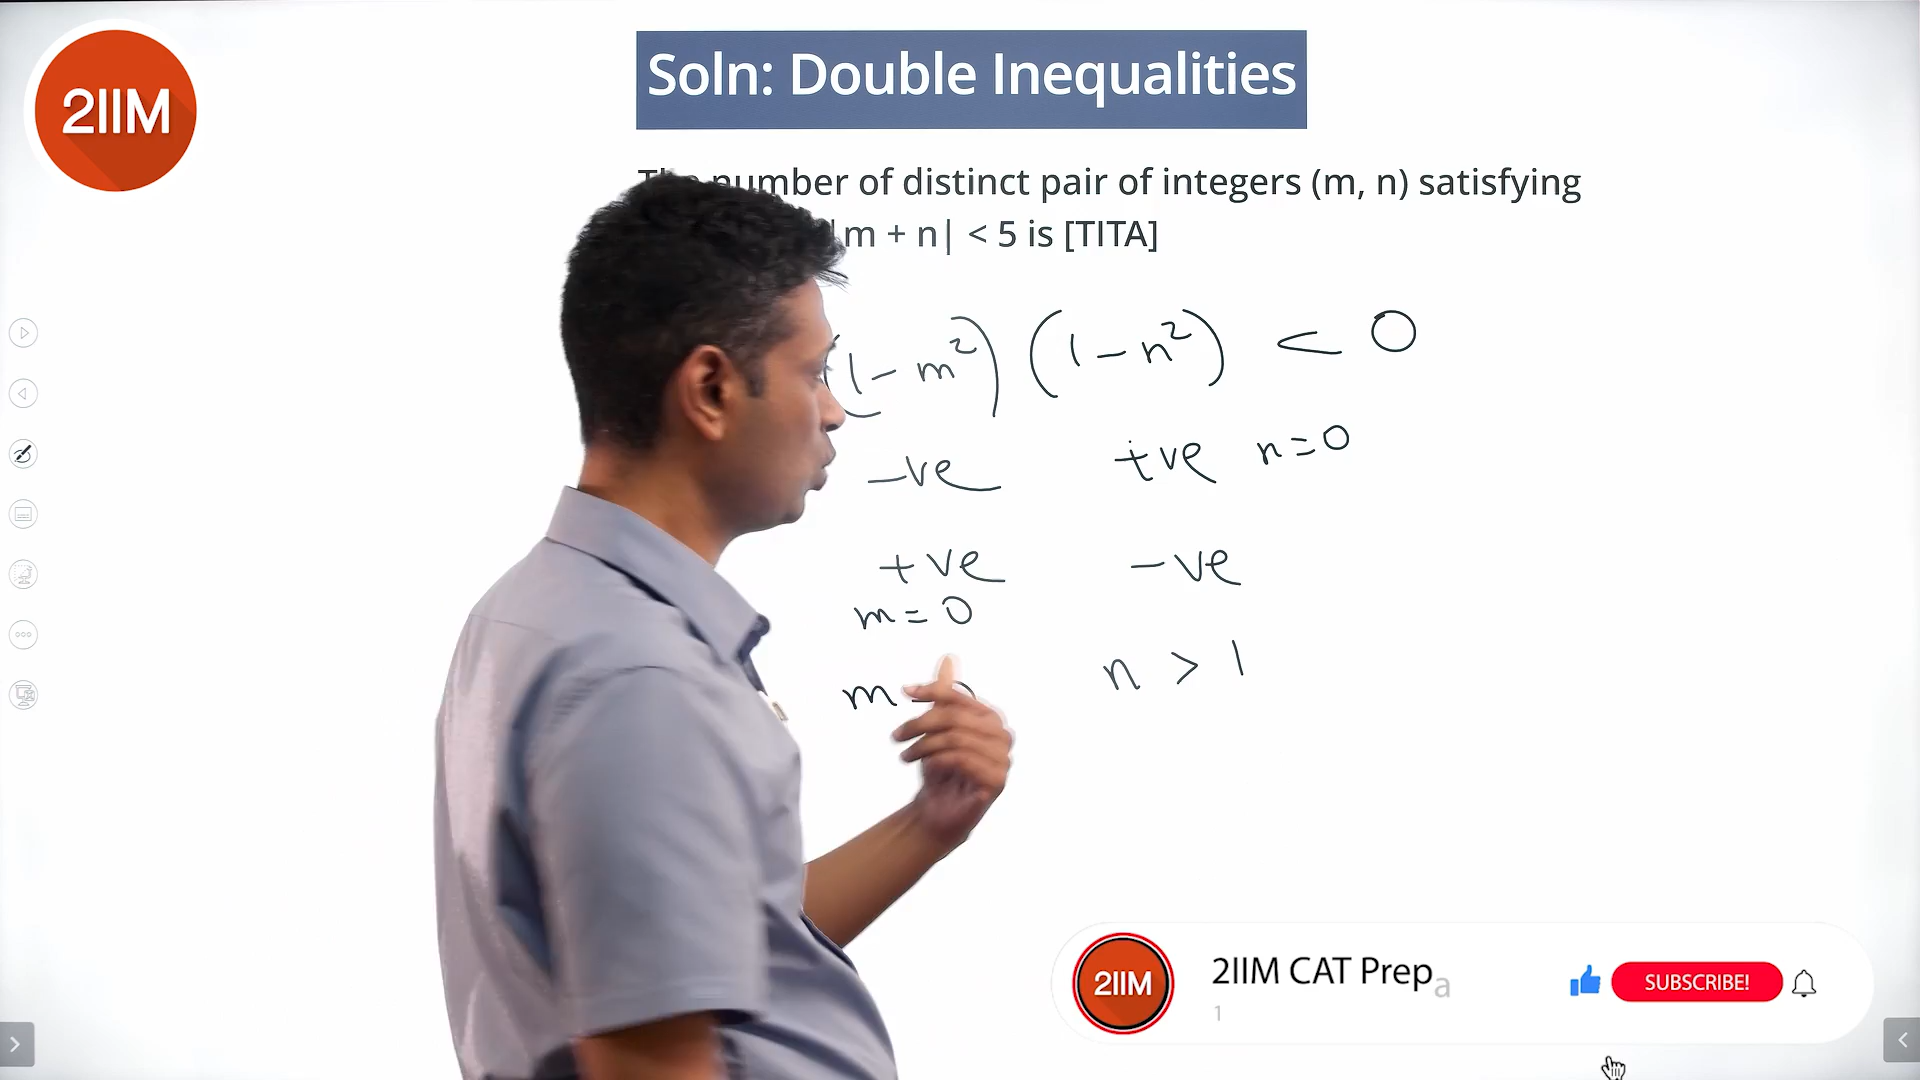 2IIM
Soln: Double Inequalities
number of distinct pair of integers (m, n) satisfying
|m + n| < 5 is [TITA]
(1 - m²) (1 - n²) < 0
-ve +ve n=0
+ve -ve
m = 0
m n > 1
2IIM
2IIM CAT Prep a
1
SUBSCRIBE!